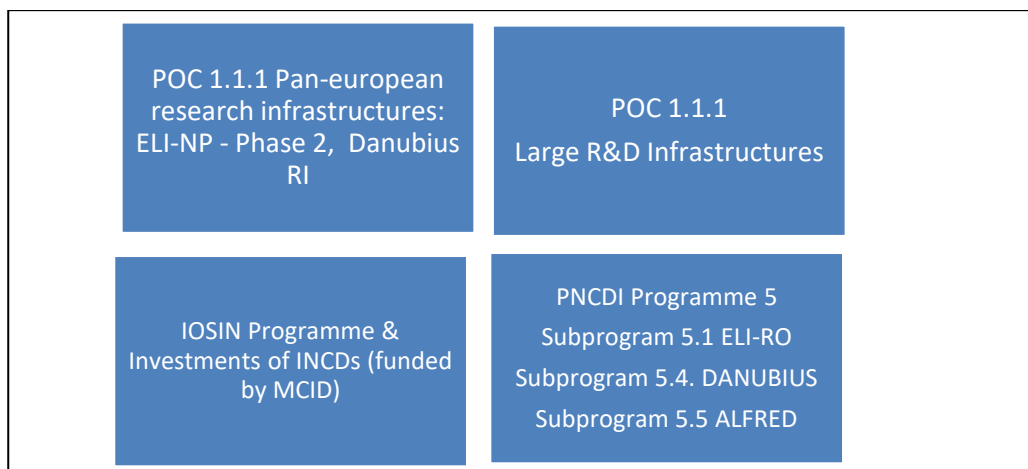 POC 1.1.1 Pan-european
research infrastructures:
ELI-NP - Phase 2, Danubius
RI
POC 1.1.1
Large R&D Infrastructures
IOSIN Programme &
Investments of INCDs (funded
by MCID)
PNCDI Programme 5
Subprogram 5.1 ELI-RO
Subprogram 5.4. DANUBIUS
Subprogram 5.5 ALFRED